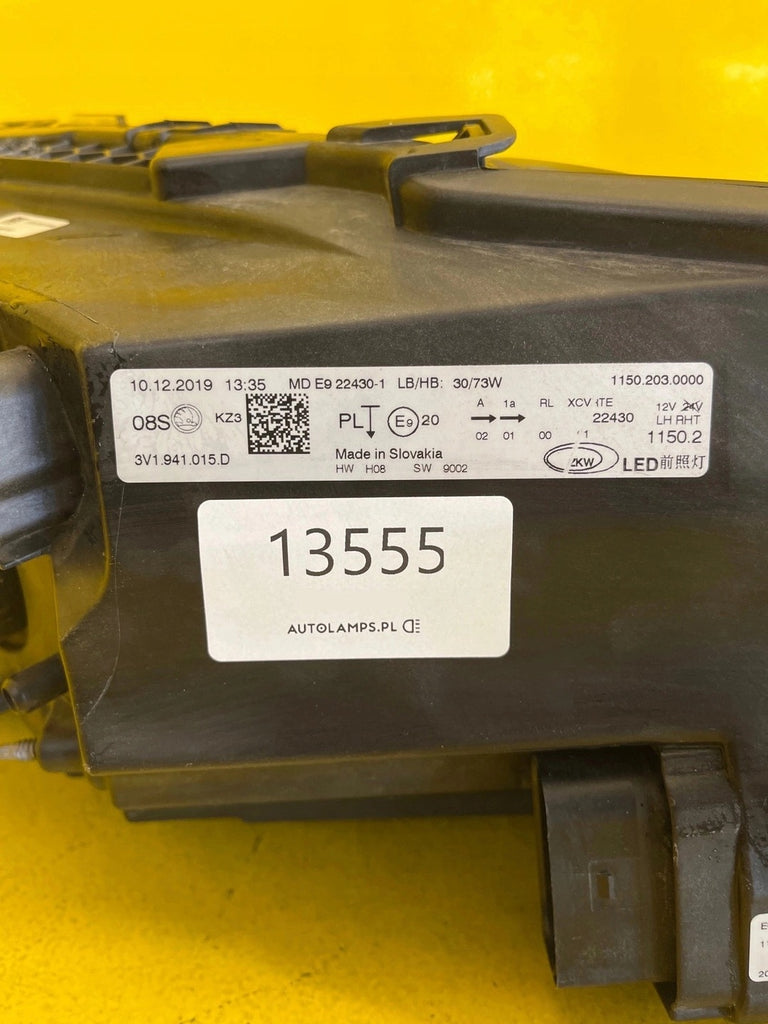 10.12.2019 13:35 MD E9 22430-1 LB/HB: 30/73W 1150.203.0000
08S KZ3 PL E9 20 A 1a RL XCV ITE 12V 24V
22430 LH RHT
02 01 00 1150.2
3V1.941.015.D Made in Slovakia ZKW LED前照灯
HW H08 SW 9002
13555
AUTOLAMPS.PL
E
11
20